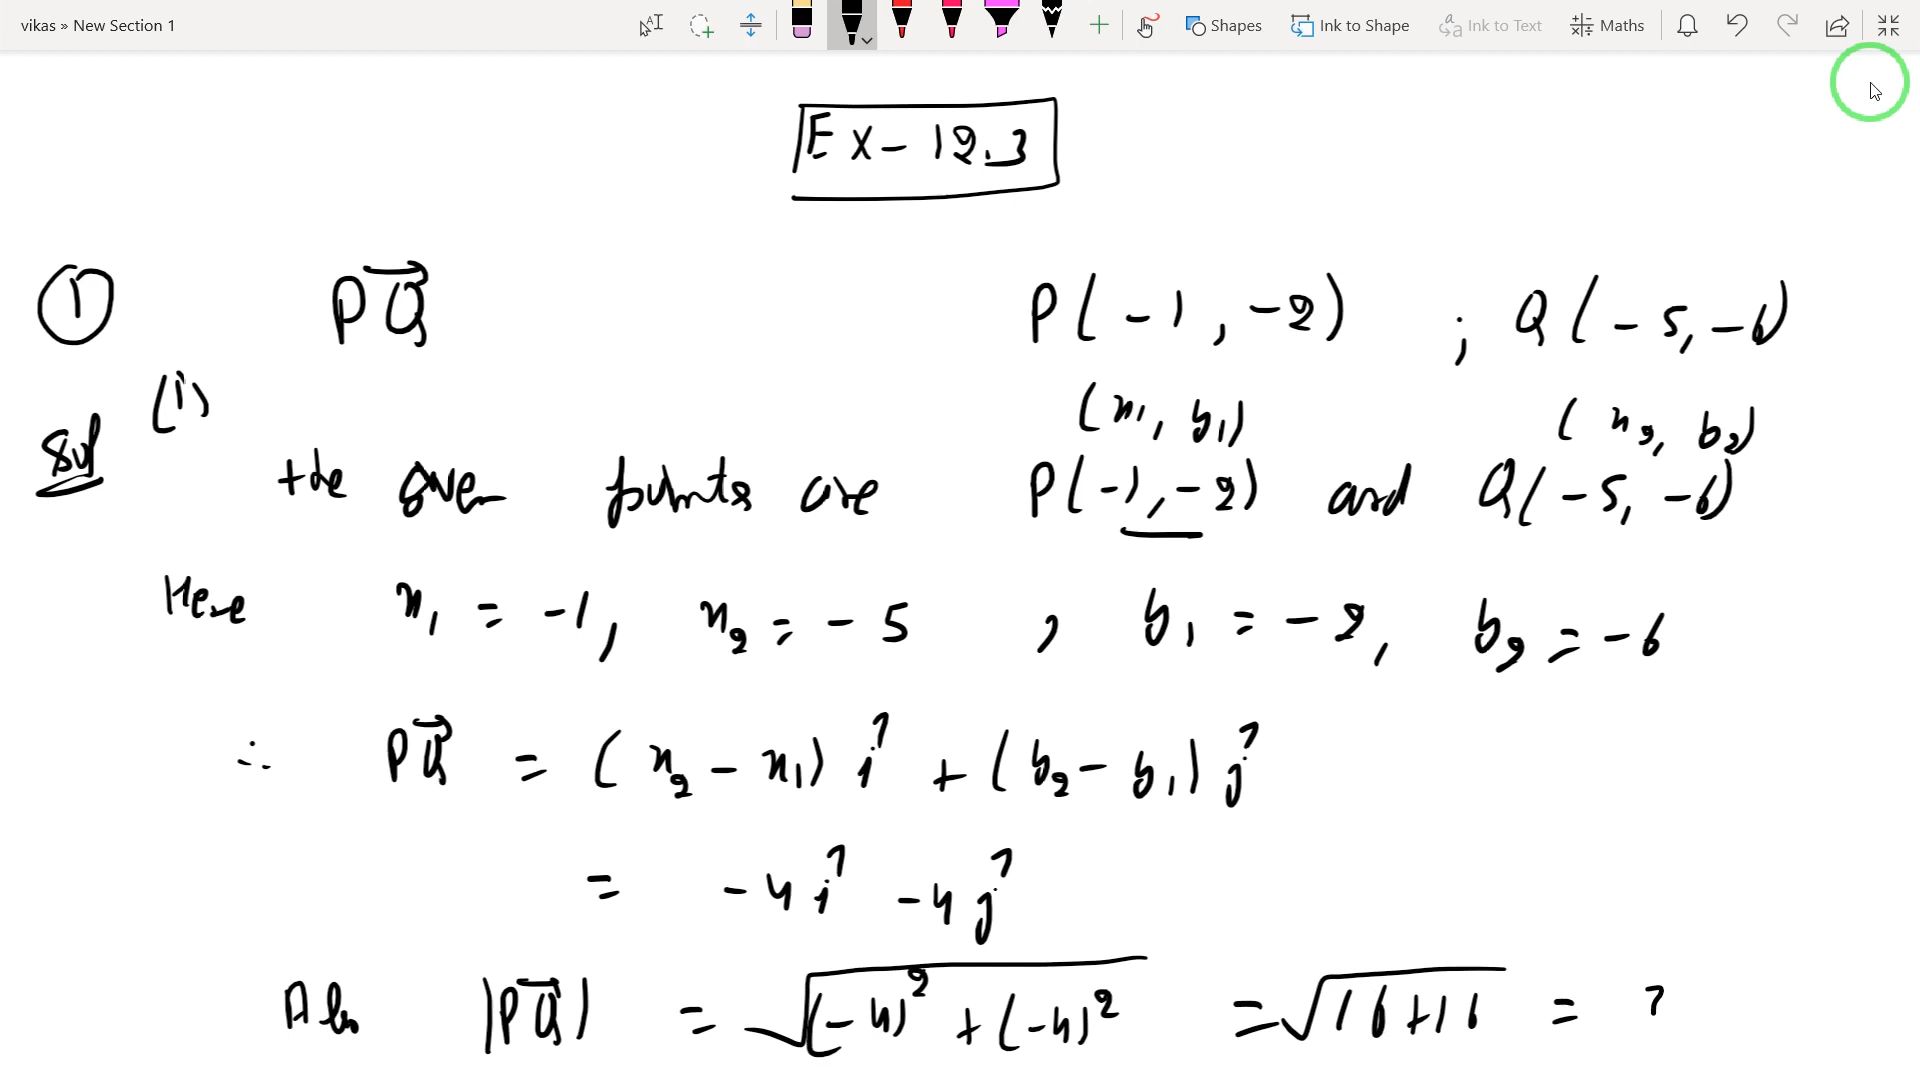 vikas » New Section 1 Shapes Ink to Shape Ink to Text Maths
Ex - 12.3
① PQ⃗ P(-1, -2) ; Q(-5, -6)
(i) (x₁, y₁) (x₂, y₂)
Sol the given points are P(-1, -2) and Q(-5, -6)
Here x₁ = -1, x₂ = -5 , y₁ = -2, y₂ = -6
∴ PQ⃗ = (x₂ - x₁) î + (y₂ - y₁) ĵ
= -4 î - 4 ĵ
Also |PQ⃗| = √((-4)² + (-4)²) = √(16+16) = ?